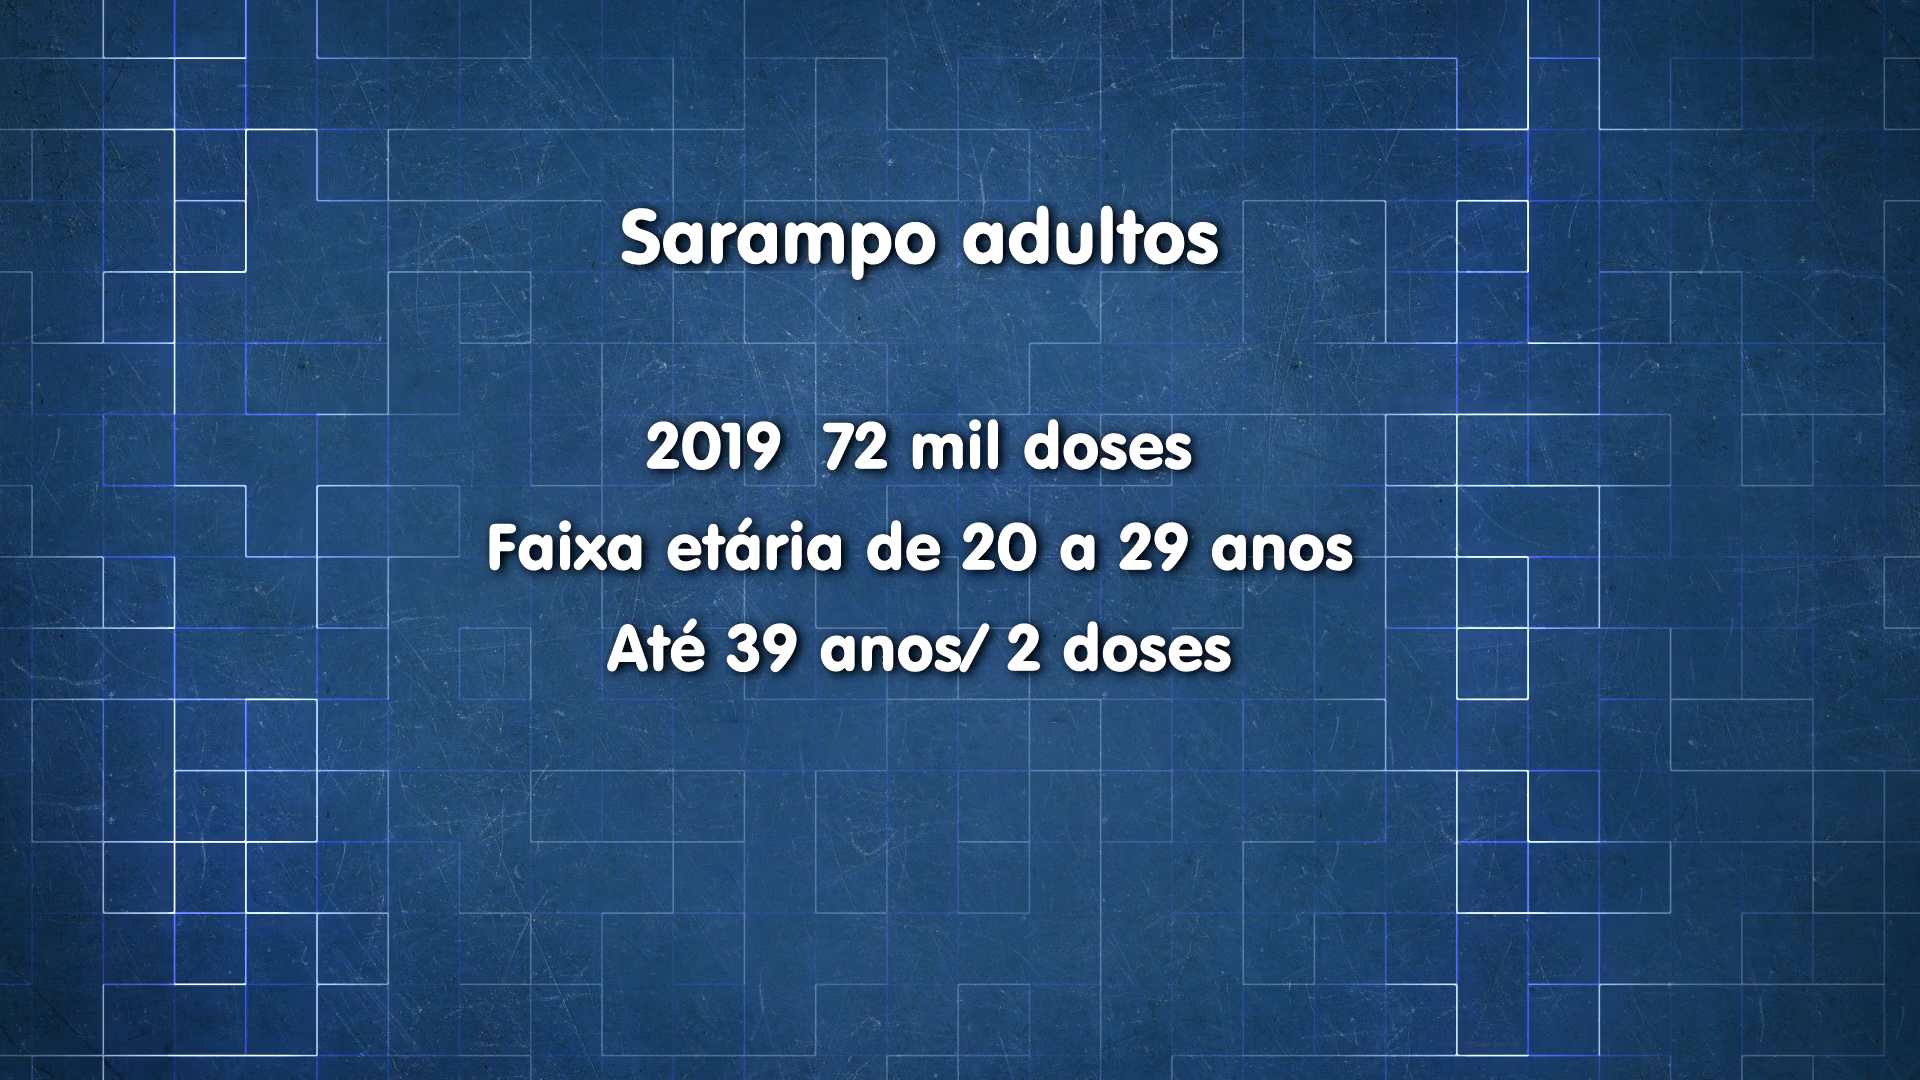 Sarampo adultos
2019 72 mil doses
Faixa etária de 20 a 29 anos
Até 39 anos/ 2 doses